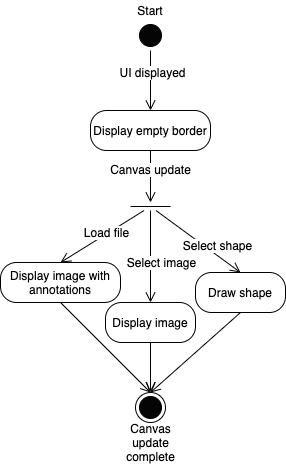 Start
UI displayed
Display empty border
Canvas update
Load file
Select shape
Select image
Display image with
annotations
Draw shape
Display image
Canvas
update
complete